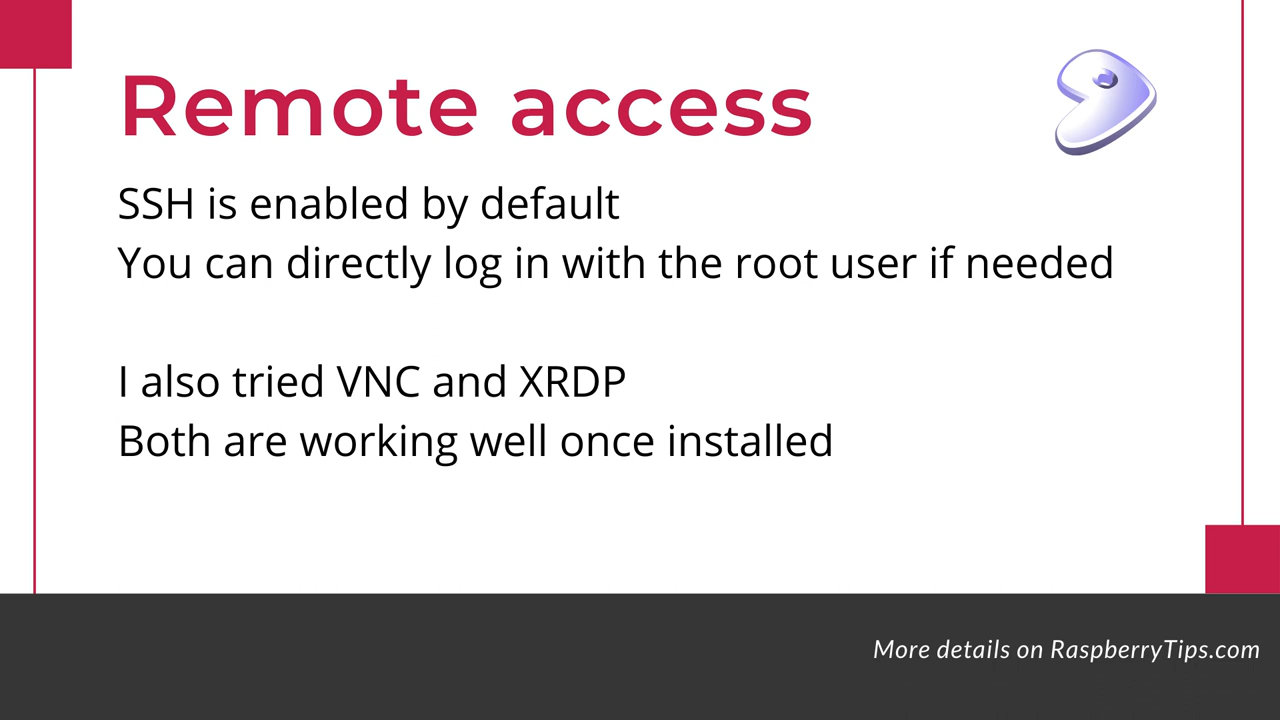 Remote access
SSH is enabled by default
You can directly log in with the root user if needed
I also tried VNC and XRDP
Both are working well once installed
More details on RaspberryTips.com